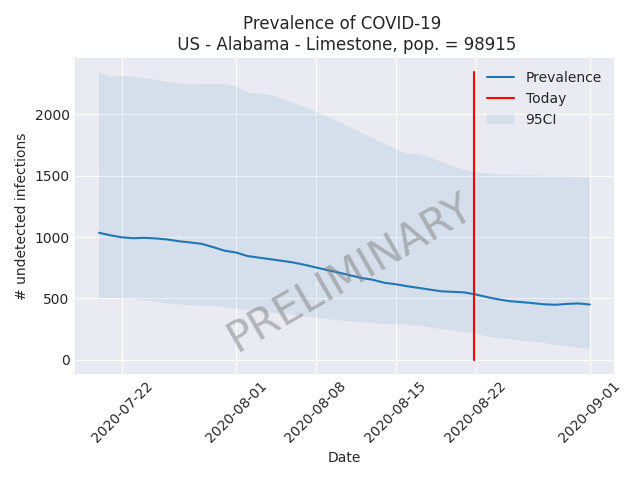 Prevalence of COVID-19
US - Alabama - Limestone, pop. = 98915
Prevalence
Today
95CI
# undetected infections
2000
1500
1000
500
0
PRELIMINARY
2020-07-22
2020-08-01
2020-08-08
2020-08-15
2020-08-22
2020-09-01
Date